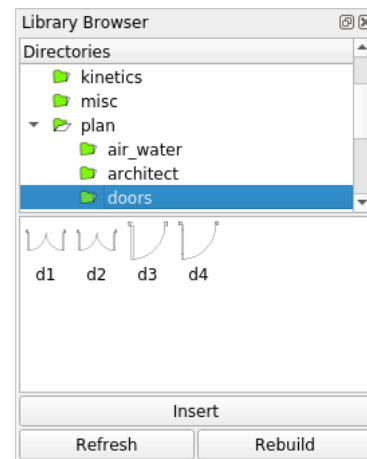 Library Browser
Directories
kinetics
misc
plan
air_water
architect
doors
d1 d2 d3 d4
Insert
Refresh Rebuild